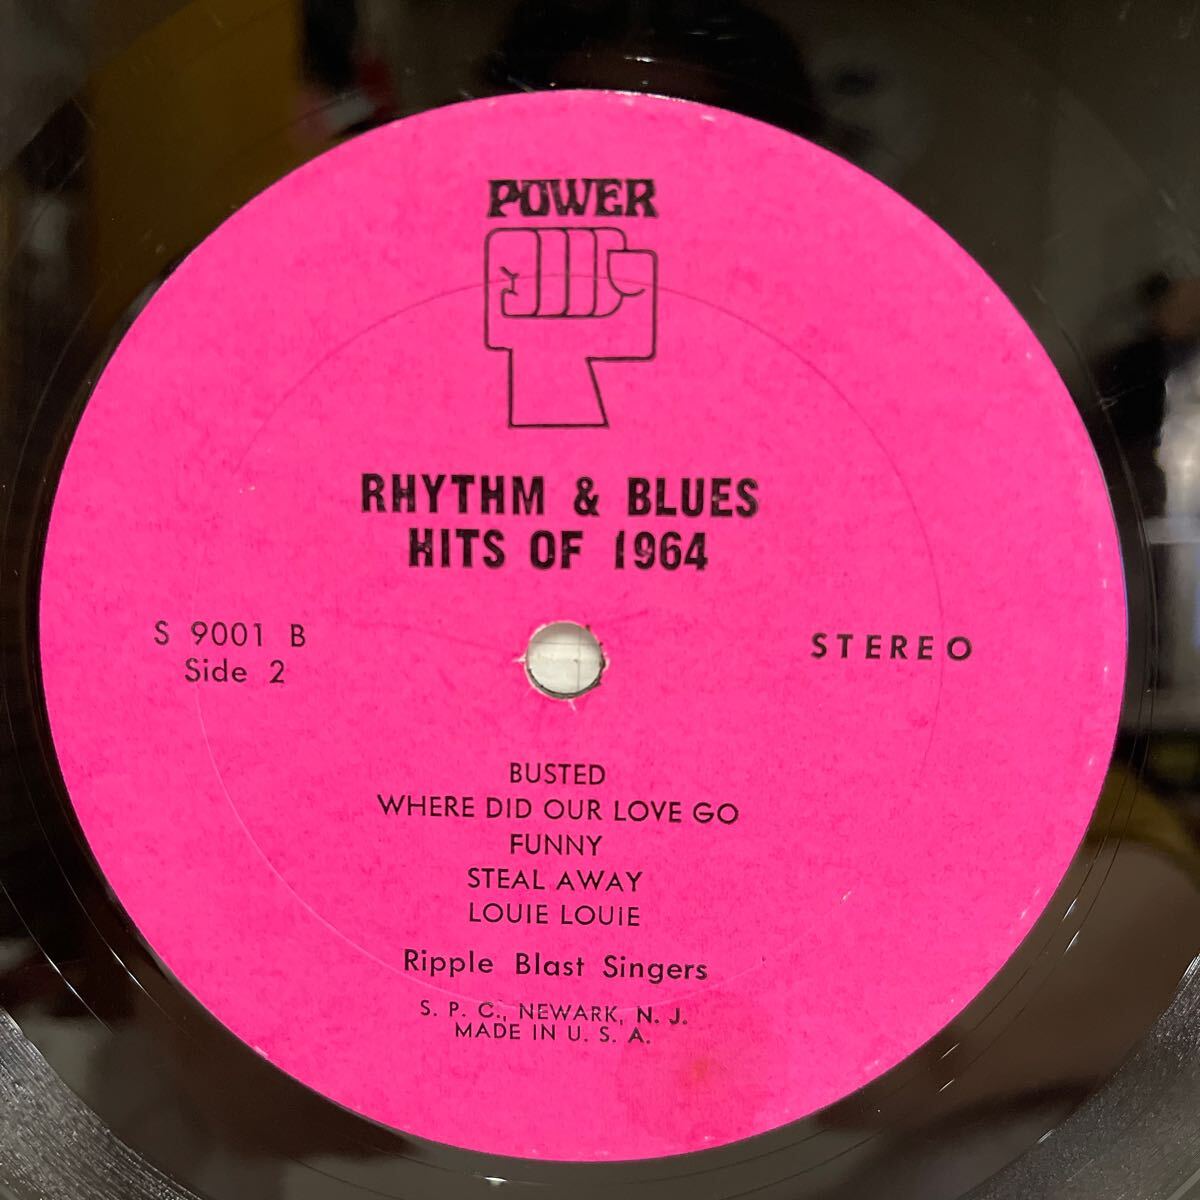 POWER
RHYTHM & BLUES
HITS OF 1964
S 9001 B
Side 2
STEREO
BUSTED
WHERE DID OUR LOVE GO
FUNNY
STEAL AWAY
LOUIE LOUIE
Ripple Blast Singers
S. P. C., NEWARK, N. J.
MADE IN U. S. A.